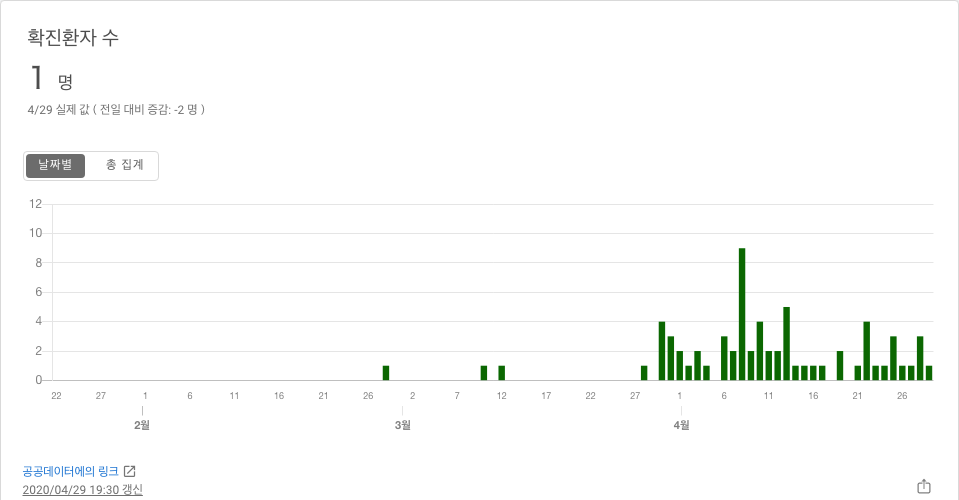 확진환자 수
1 명
4/29 실제 값 ( 전일 대비 증감: -2 명 )
날짜별 총 집계
12
10
8
6
4
2
0
22 27 1 6 11 16 21 26 2 7 12 17 22 27 1 6 11 16 21 26
2월 3월 4월
공공데이터에의 링크
2020/04/29 19:30 갱신